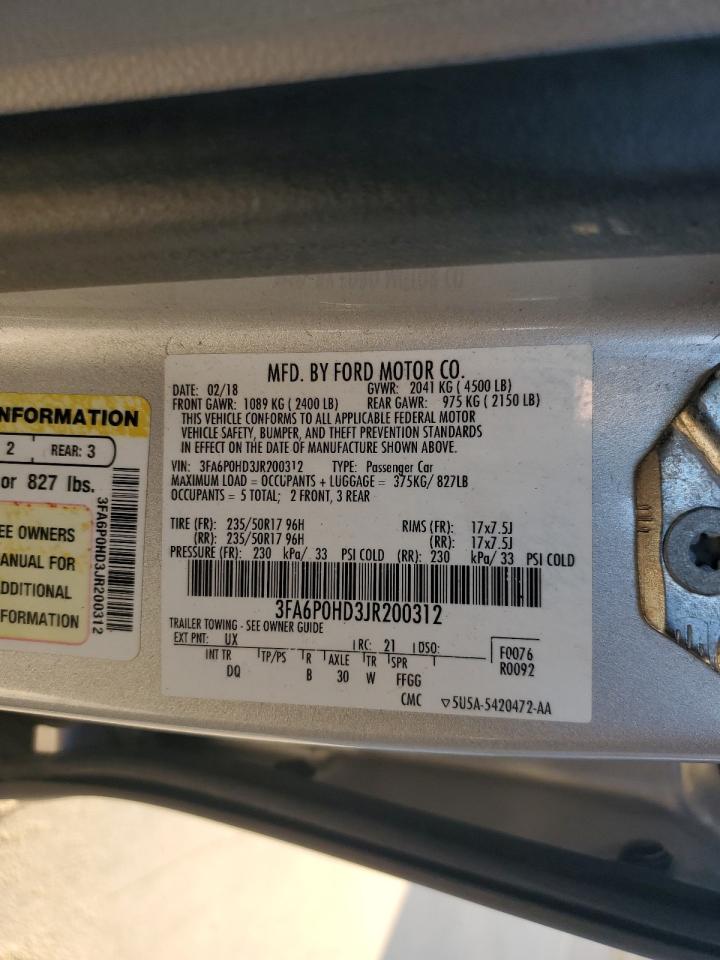 MFD. BY FORD MOTOR CO.
DATE: 02/18 GVWR: 2041 KG ( 4500 LB)
FRONT GAWR: 1089 KG ( 2400 LB) REAR GAWR: 975 KG ( 2150 LB)
THIS VEHICLE CONFORMS TO ALL APPLICABLE FEDERAL MOTOR
VEHICLE SAFETY, BUMPER, AND THEFT PREVENTION STANDARDS
IN EFFECT ON THE DATE OF MANUFACTURE SHOWN ABOVE.
VIN: 3FA6P0HD3JR200312 TYPE: Passenger Car
MAXIMUM LOAD = OCCUPANTS + LUGGAGE = 375KG/ 827LB
OCCUPANTS = 5 TOTAL; 2 FRONT, 3 REAR
TIRE (FR): 235/50R17 96H RIMS (FR): 17x7.5J
(RR): 235/50R17 96H (RR): 17x7.5J
PRESSURE (FR): 230 kPa/ 33 PSI COLD (RR): 230 kPa/ 33 PSI COLD
3FA6P0HD3JR200312
TRAILER TOWING - SEE OWNER GUIDE
EXT PNT: UX RC: 21 DSO: F0076
R0092
INT TR TP/PS R AXLE TR SPR
DQ B 30 W FFGG
CMC ▽5U5A-5420472-AA
INFORMATION
2 REAR: 3
or 827 lbs.
EE OWNERS
MANUAL FOR
ADDITIONAL
FORMATION
3FA6P0HD3JR200312